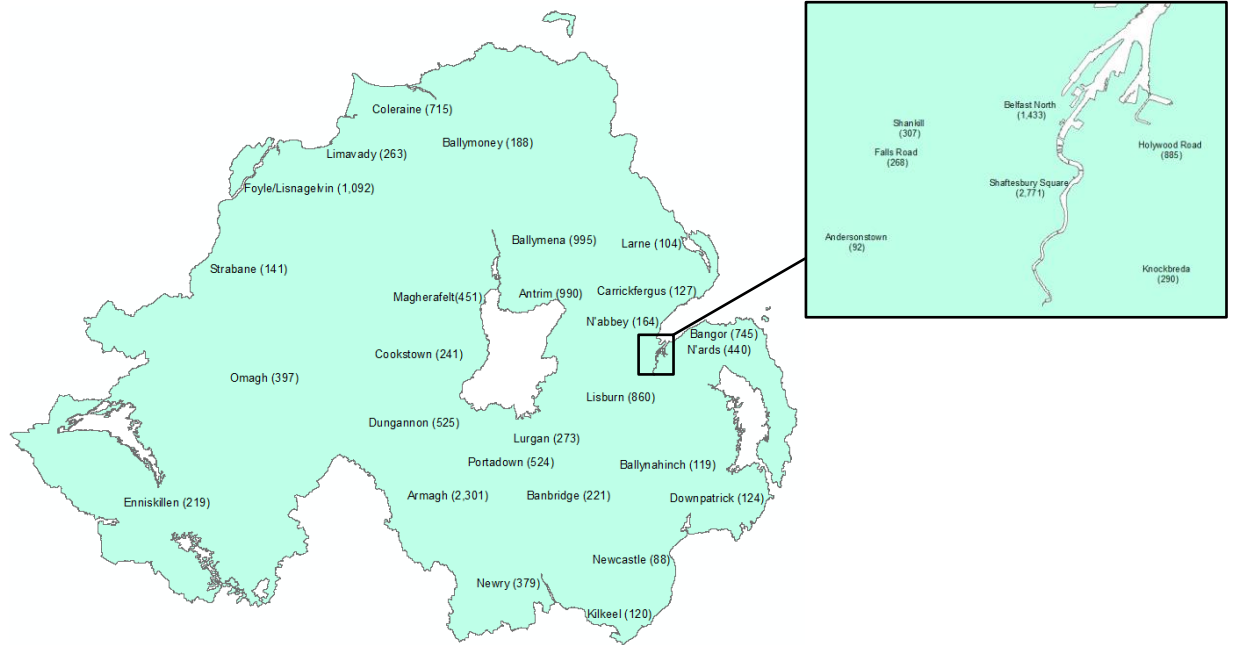 Coleraine (715)
Ballymoney (188)
Limavady (263)
Foyle/Lisnagelvin (1,092)
Ballymena (995)
Larne (104)
Strabane (141)
Magherafelt(451)
Antrim (990)
Carrickfergus (127)
N'abbey (164)
Bangor (745)
N'ards (440)
Cookstown (241)
Omagh (397)
Lisburn (860)
Dungannon (525)
Lurgan (273)
Portadown (524)
Ballynahinch (119)
Armagh (2,301)
Banbridge (221)
Downpatrick (124)
Enniskillen (219)
Newcastle (88)
Newry (379)
Kilkeel (120)
Belfast North
(1,433)
Shankill
(307)
Holywood Road
(885)
Falls Road
(268)
Shaftesbury Square
(2,771)
Andersonstown
(92)
Knockbreda
(290)